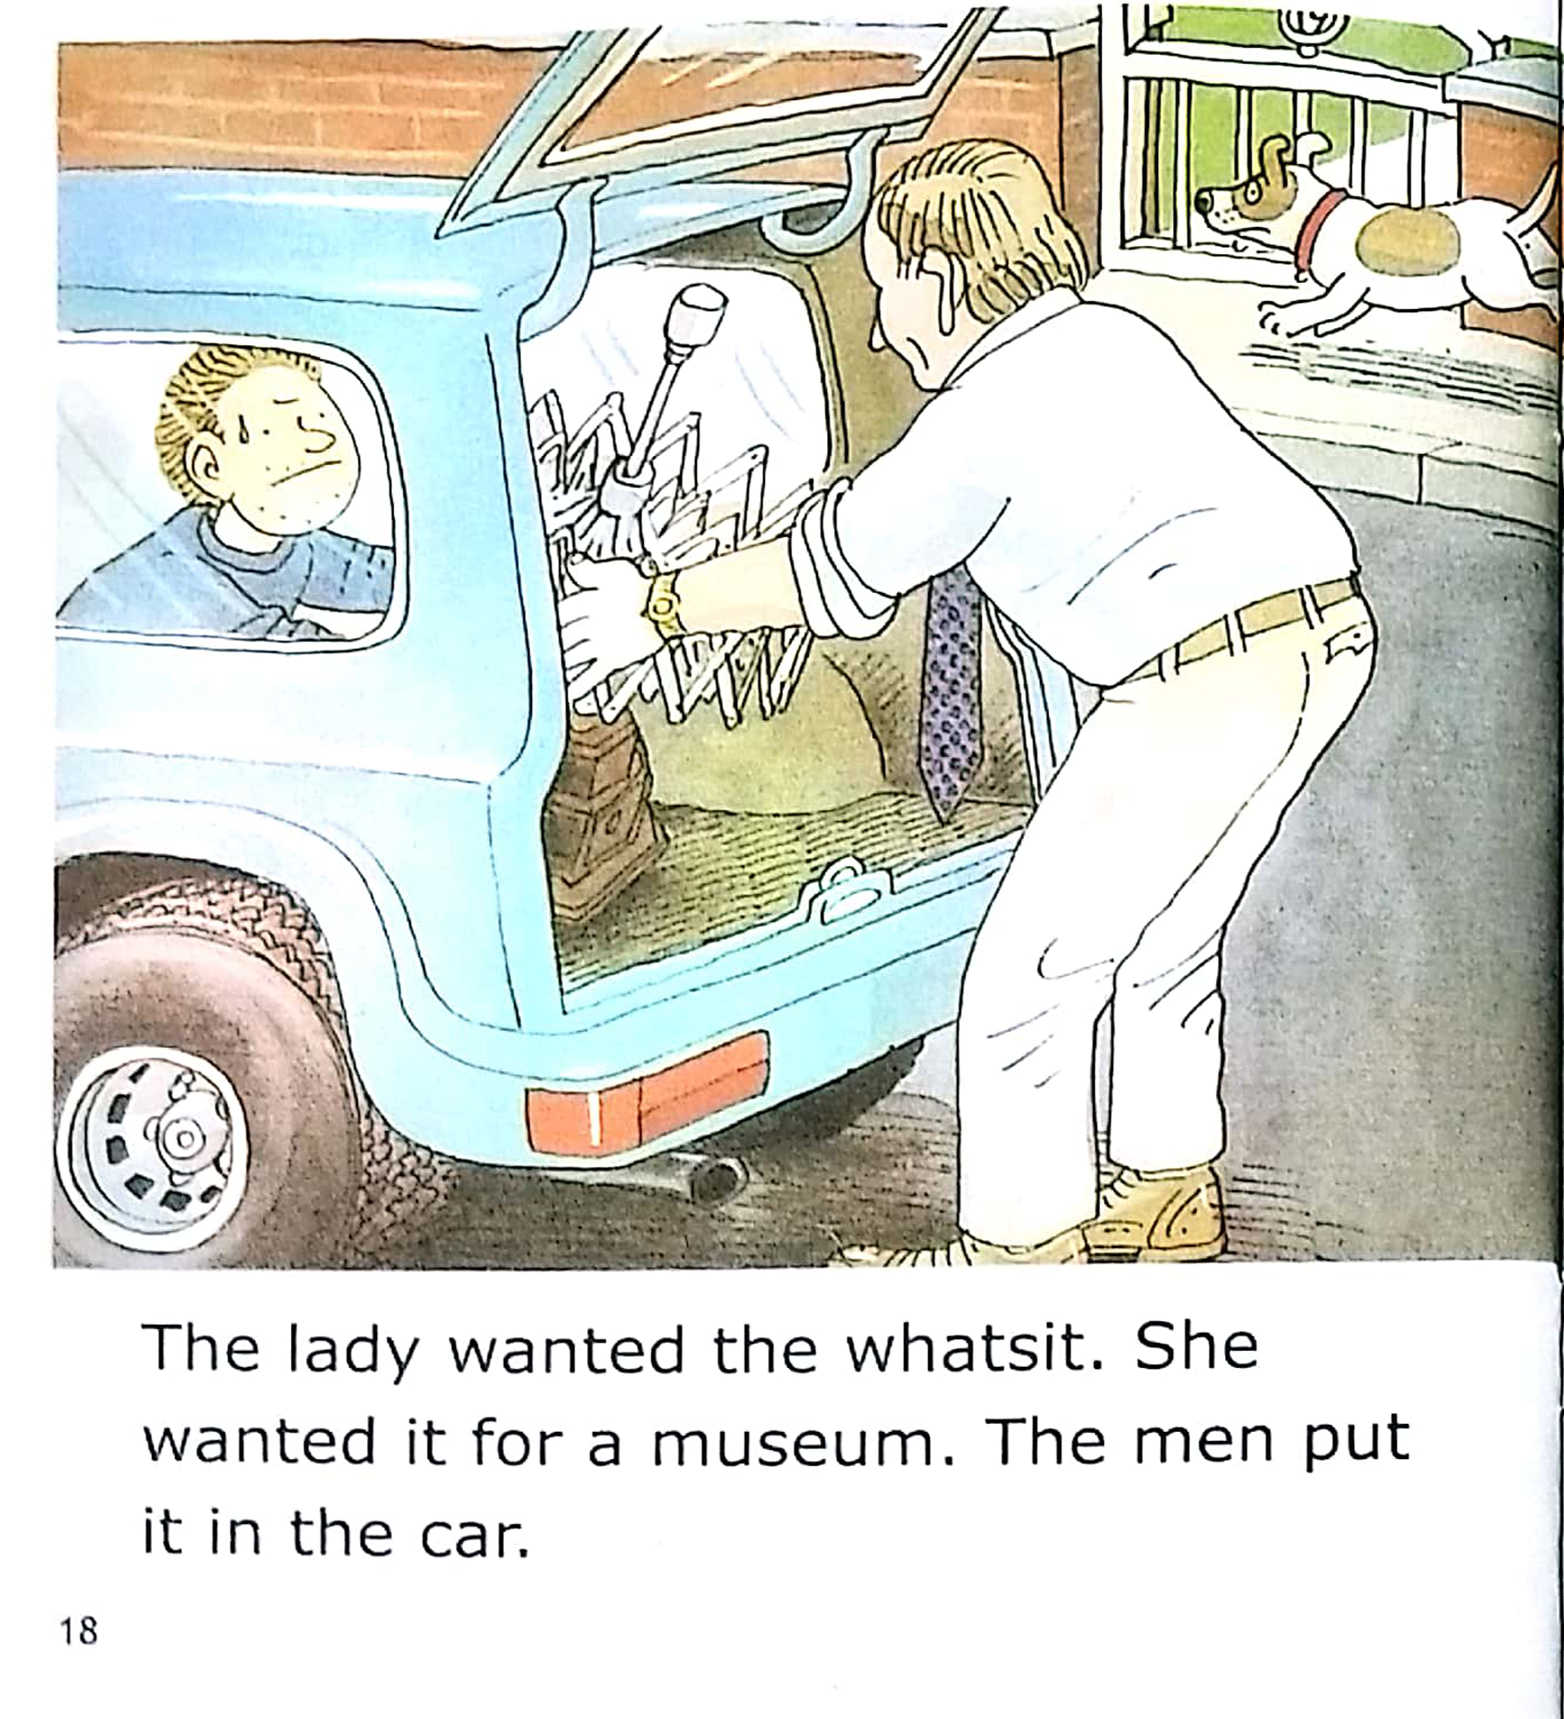 The lady wanted the whatsit. She
wanted it for a museum. The men put
it in the car.
18